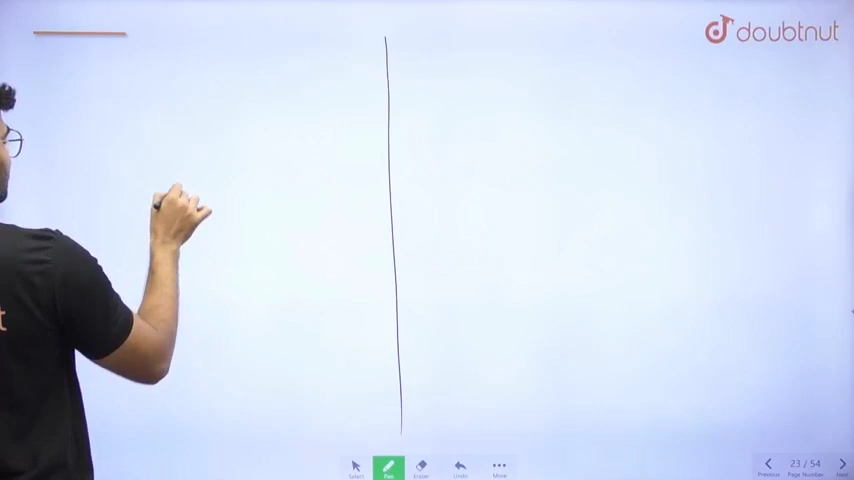 doubtnut
t
Select
Pen
Eraser
Undo
More
Previous
23 / 54
Page Number
Next